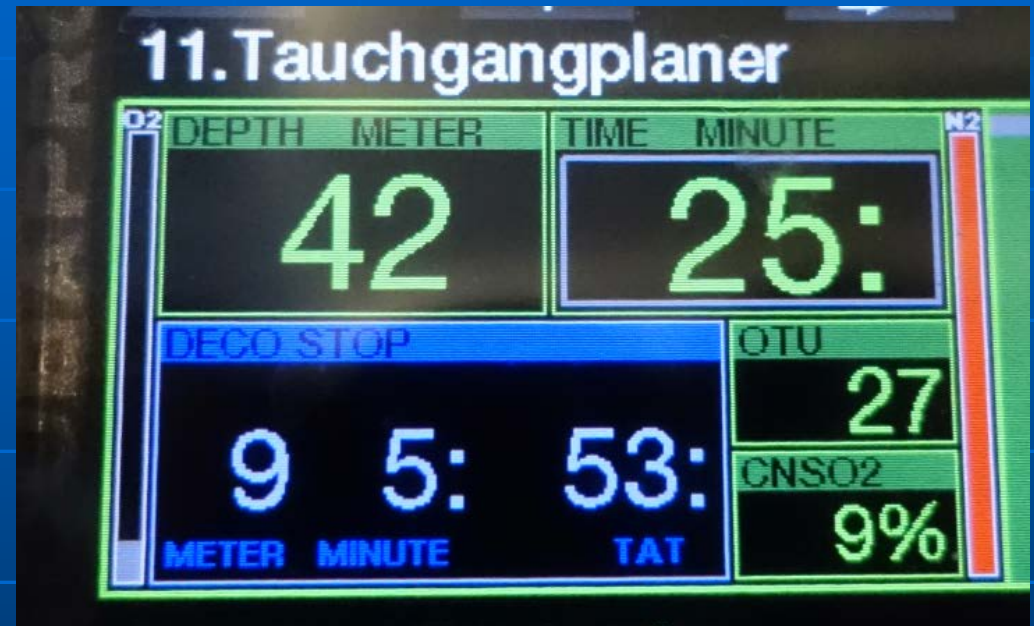 11.Tauchgangplaner
O2 DEPTH METER TIME MINUTE N2
42 25:
DECO STOP OTU
27
9 5: 53:
CNSO2
METER MINUTE TAT 9%